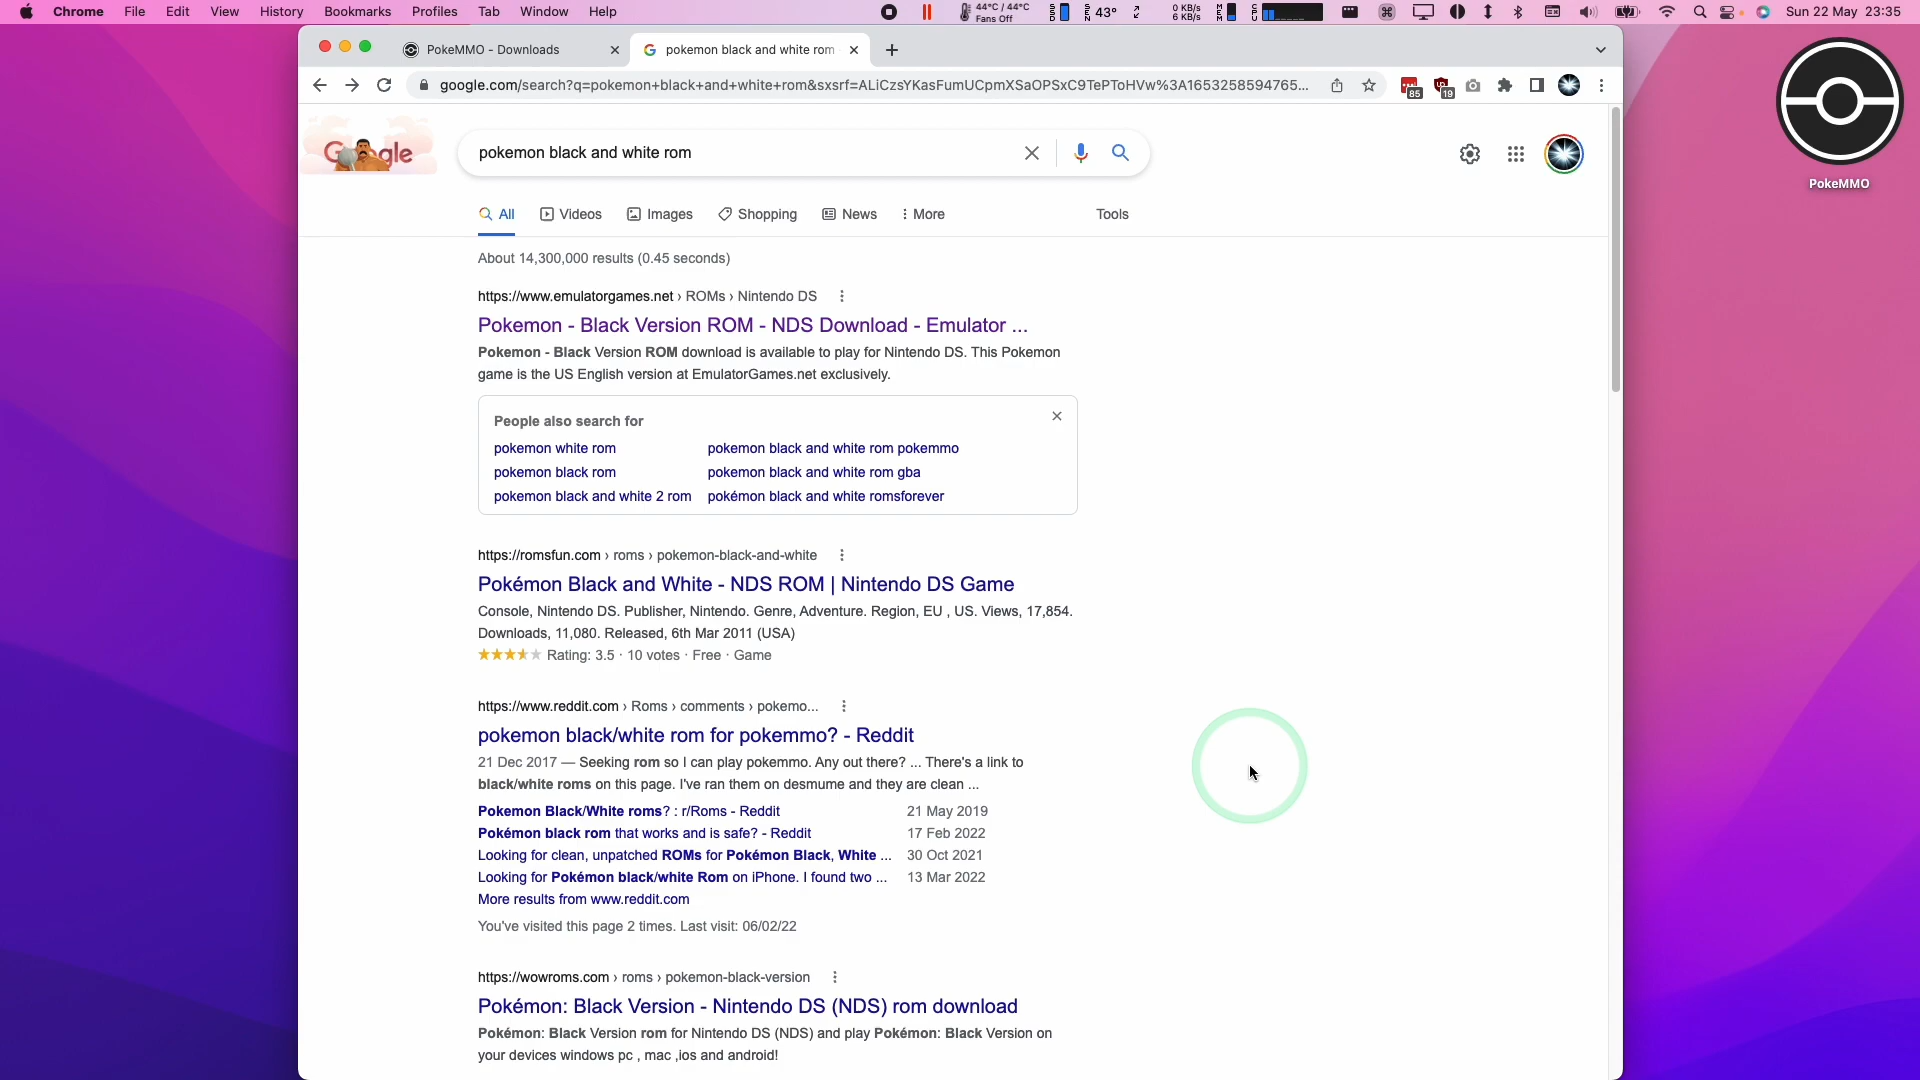 Chrome File Edit View History Bookmarks Profiles Tab Window Help
44°C / 44°C
Fans Off
SSD
SEN 43°
0 KB/s
6 KB/s
MEM
CPU
Sun 22 May 23:35
PokeMMO - Downloads
pokemon black and white rom
google.com/search?q=pokemon+black+and+white+rom&sxsrf=ALiCzsYKasFumUCpmXSaOPSxC9TePToHVw%3A1653258594765...
85
19
Google
pokemon black and white rom
PokeMMO
All Videos Images Shopping News More Tools
About 14,300,000 results (0.45 seconds)
https://www.emulatorgames.net › ROMs › Nintendo DS
Pokemon - Black Version ROM - NDS Download - Emulator ...
Pokemon - Black Version ROM download is available to play for Nintendo DS. This Pokemon
game is the US English version at EmulatorGames.net exclusively.
People also search for
pokemon white rom pokemon black and white rom pokemmo
pokemon black rom pokemon black and white rom gba
pokemon black and white 2 rom pokémon black and white romsforever
https://romsfun.com › roms › pokemon-black-and-white
Pokémon Black and White - NDS ROM | Nintendo DS Game
Console, Nintendo DS. Publisher, Nintendo. Genre, Adventure. Region, EU , US. Views, 17,854.
Downloads, 11,080. Released, 6th Mar 2011 (USA)
Rating: 3.5 · 10 votes · Free · Game
https://www.reddit.com › Roms › comments › pokemo...
pokemon black/white rom for pokemmo? - Reddit
21 Dec 2017 — Seeking rom so I can play pokemmo. Any out there? ... There's a link to
black/white roms on this page. I've ran them on desmume and they are clean ...
Pokemon Black/White roms? : r/Roms - Reddit 21 May 2019
Pokémon black rom that works and is safe? - Reddit 17 Feb 2022
Looking for clean, unpatched ROMs for Pokémon Black, White ... 30 Oct 2021
Looking for Pokémon black/white Rom on iPhone. I found two ... 13 Mar 2022
More results from www.reddit.com
You've visited this page 2 times. Last visit: 06/02/22
https://wowroms.com › roms › pokemon-black-version
Pokémon: Black Version - Nintendo DS (NDS) rom download
Pokémon: Black Version rom for Nintendo DS (NDS) and play Pokémon: Black Version on
your devices windows pc , mac ,ios and android!